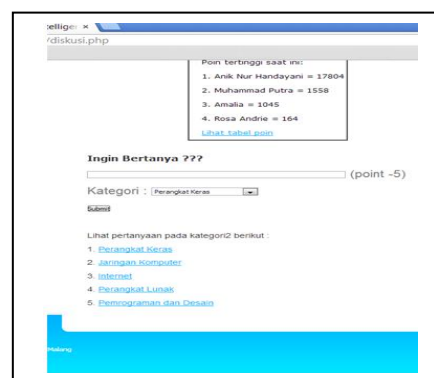 /diskusi.php
Poin tertinggi saat ini:
1. Anik Nur Handayani = 17804
2. Muhammad Putra = 1558
3. Amalia = 1045
4. Rosa Andrie = 164
Lihat tabel poin
Ingin Bertanya ???
(point -5)
Kategori : Perangkat Keras
Submit
Lihat pertanyaan pada kategori2 berikut :
1. Perangkat Keras
2. Jaringan Komputer
3. Internet
4. Perangkat Lunak
5. Pemrograman dan Desain
Malang